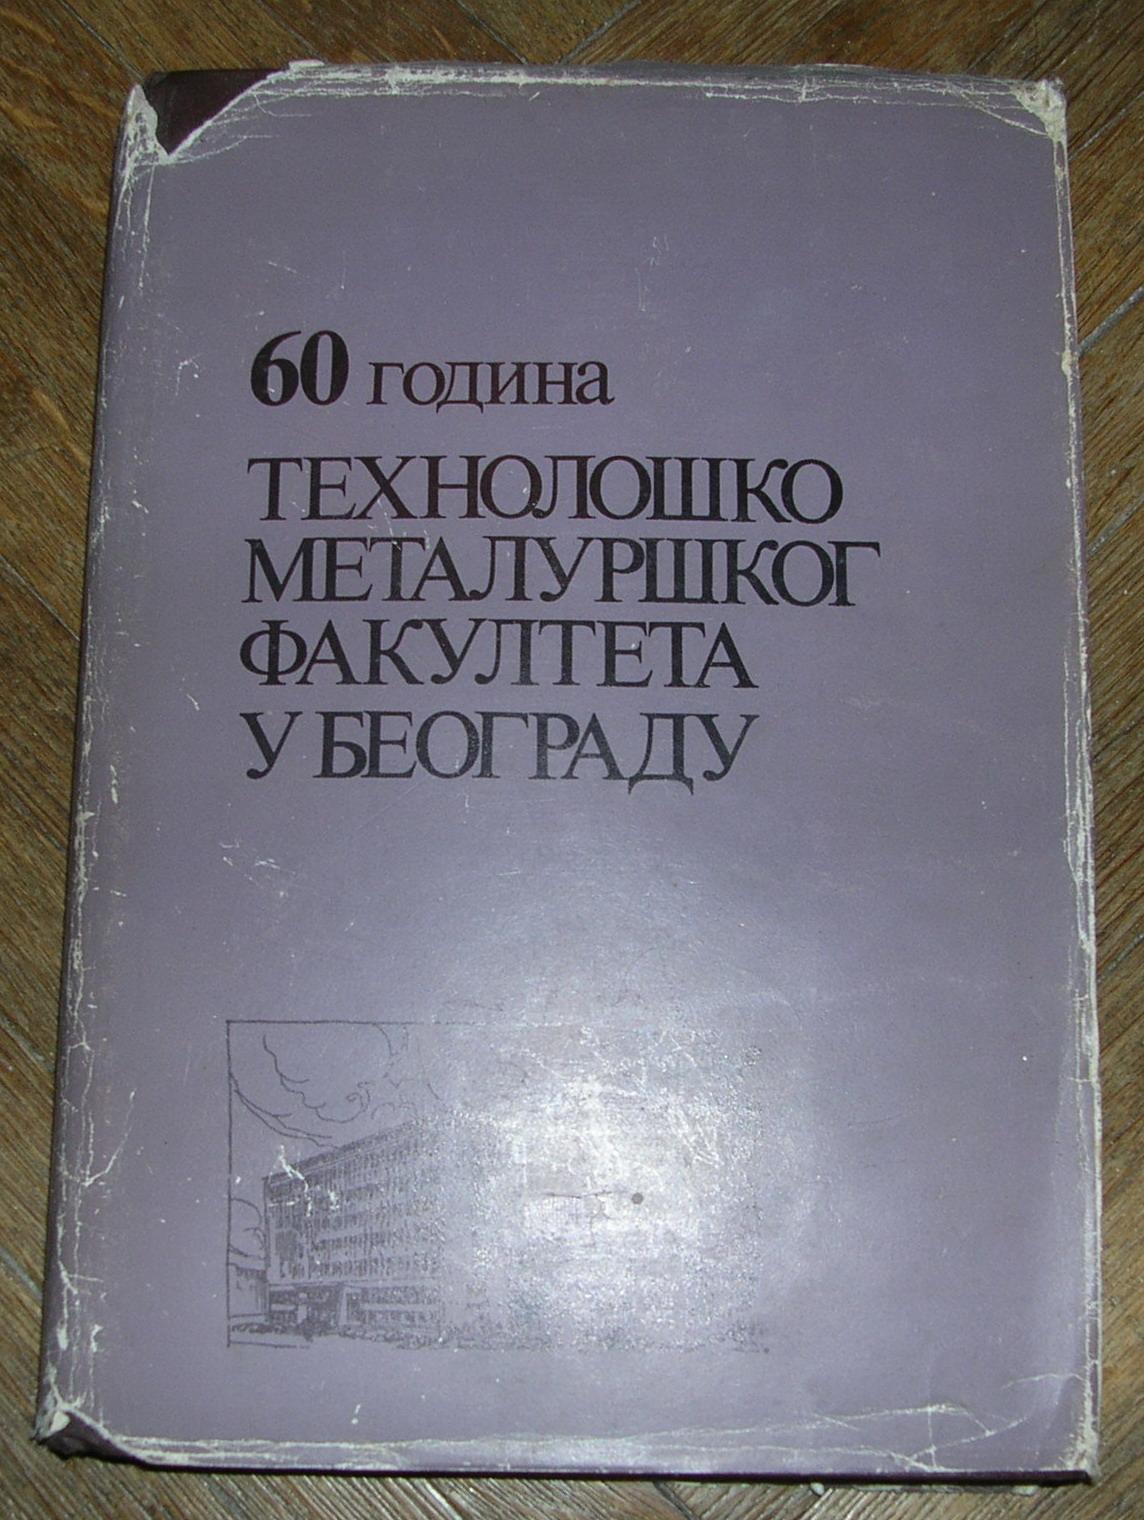 60 година
ТЕХНОЛОШКО
МЕТАЛУРШКОГ
ФАКУЛТЕТА
У БЕОГРАДУ